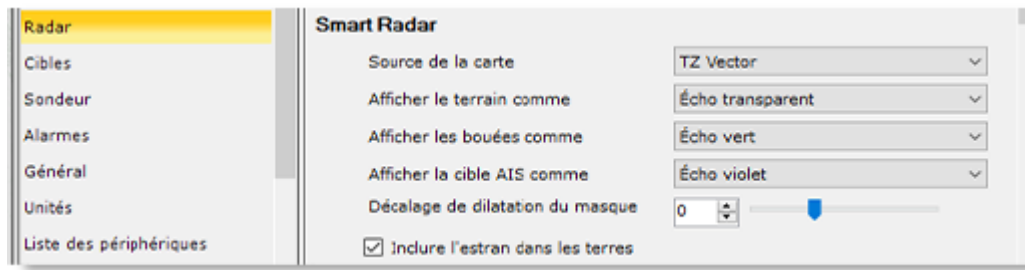 Radar
Cibles
Sondeur
Alarmes
Général
Unités
Liste des périphériques
Smart Radar
Source de la carte TZ Vector
Afficher le terrain comme Écho transparent
Afficher les bouées comme Écho vert
Afficher la cible AIS comme Écho violet
Décalage de dilatation du masque 0
Inclure l'estran dans les terres